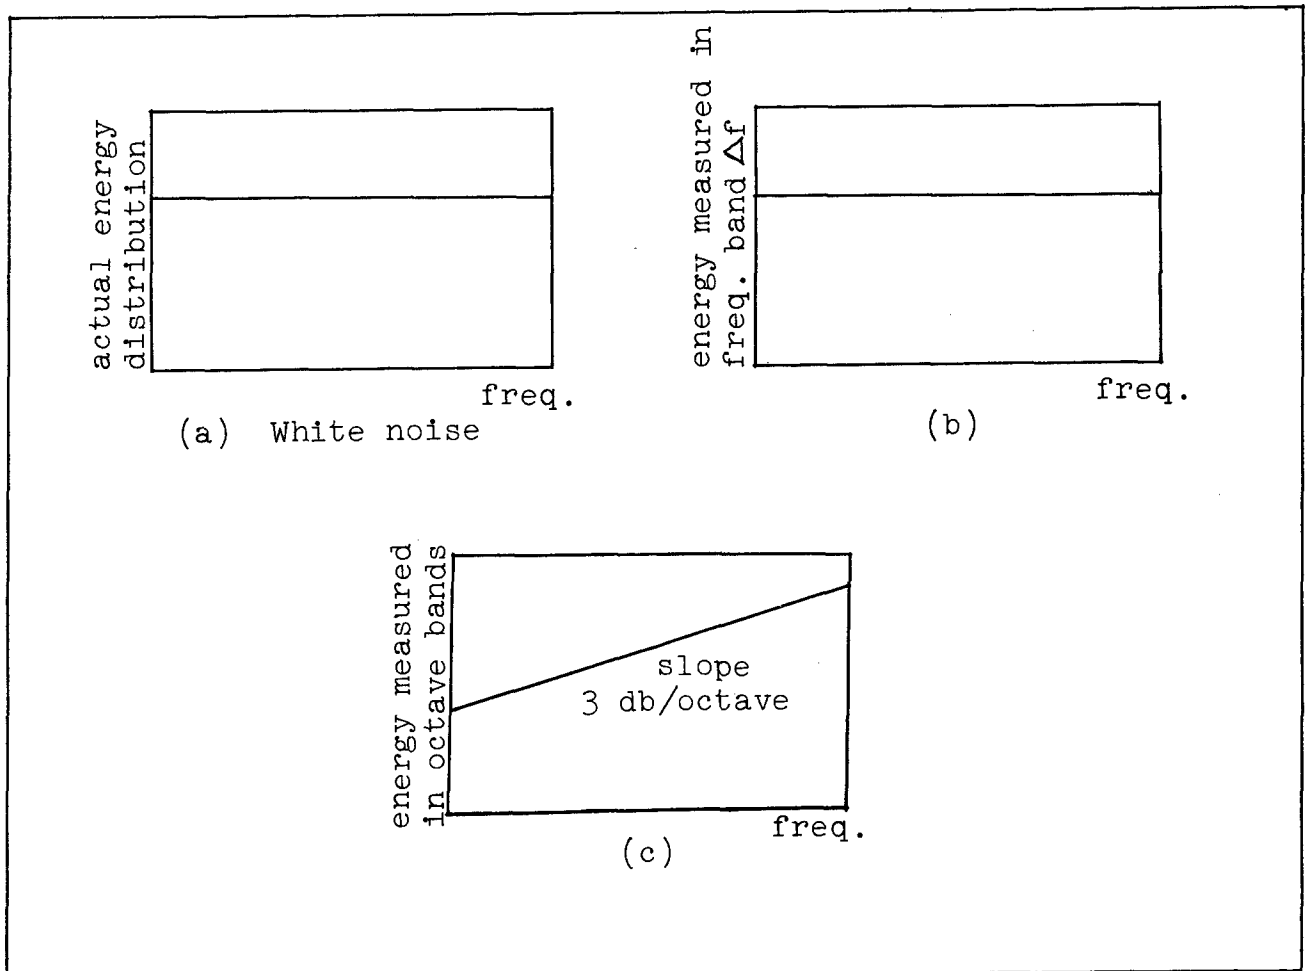 actual energy
distribution
freq.
(a) White noise
energy measured in
freq. band Δf
freq.
(b)
energy measured
in octave bands
slope
3 db/octave
freq.
(c)